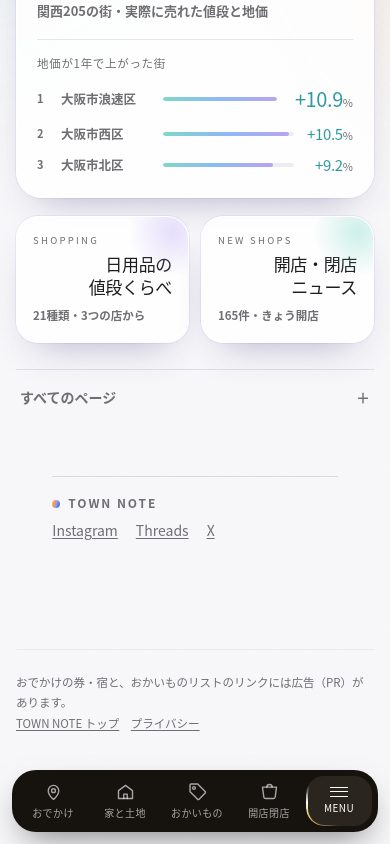 関西205の街・実際に売れた値段と地価
地価が1年で上がった街
1 大阪市浪速区 +10.9%
2 大阪市西区 +10.5%
3 大阪市北区 +9.2%
SHOPPING
日用品の
値段くらべ
21種類・3つの店から
NEW SHOPS
開店・閉店
ニュース
165件・きょう開店
すべてのページ +
TOWN NOTE
Instagram Threads X
おでかけの券・宿と、おかいものリストのリンクには広告（PR）が
あります。
TOWN NOTE トップ プライバシー
おでかけ 家と土地 おかいもの 開店閉店 MENU